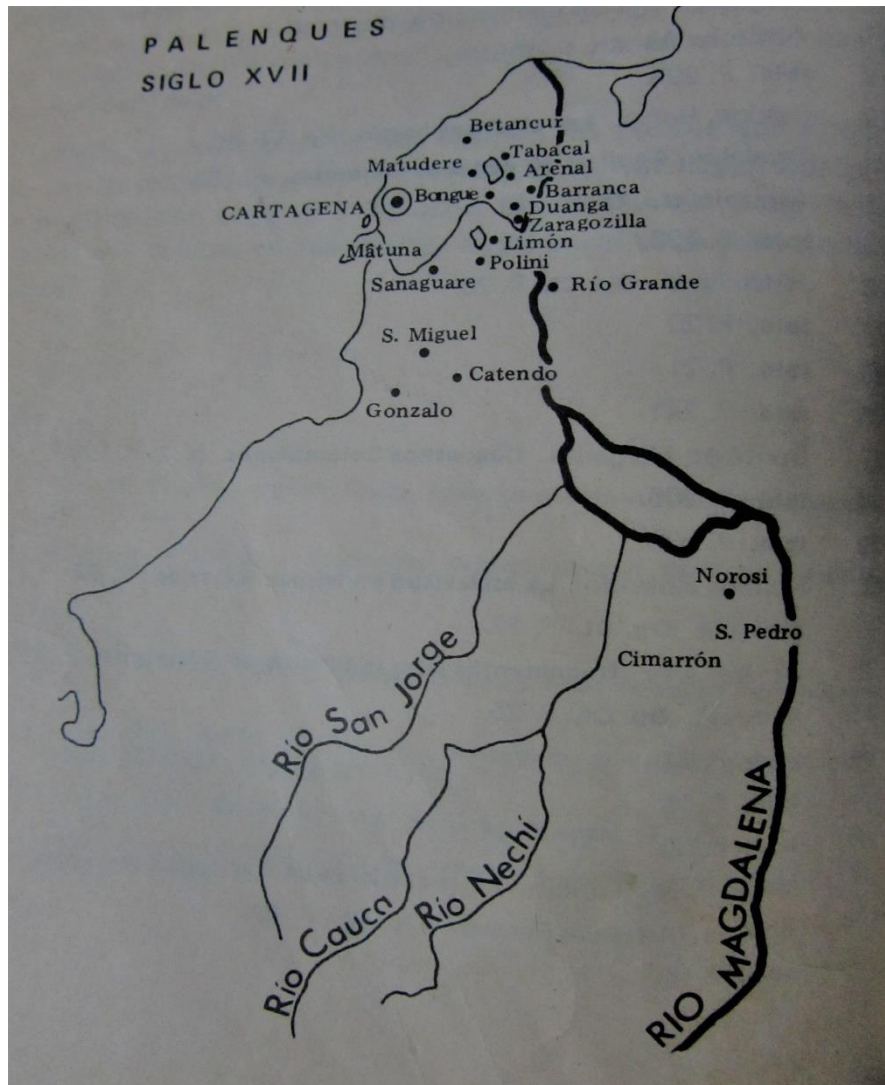 PALENQUES
SIGLO XVII
Betancur
Tabacal
Matudere
Arenal
Bongue
Barranca
CARTAGENA
Duanga
Zaragozilla
Limón
Mâtuna
Polini
Sanaguare
Río Grande
S. Miguel
Catendo
Gonzalo
Norosi
S. Pedro
Cimarrón
Río San Jorge
Río Cauca
Río Nechí
RIO MAGDALENA